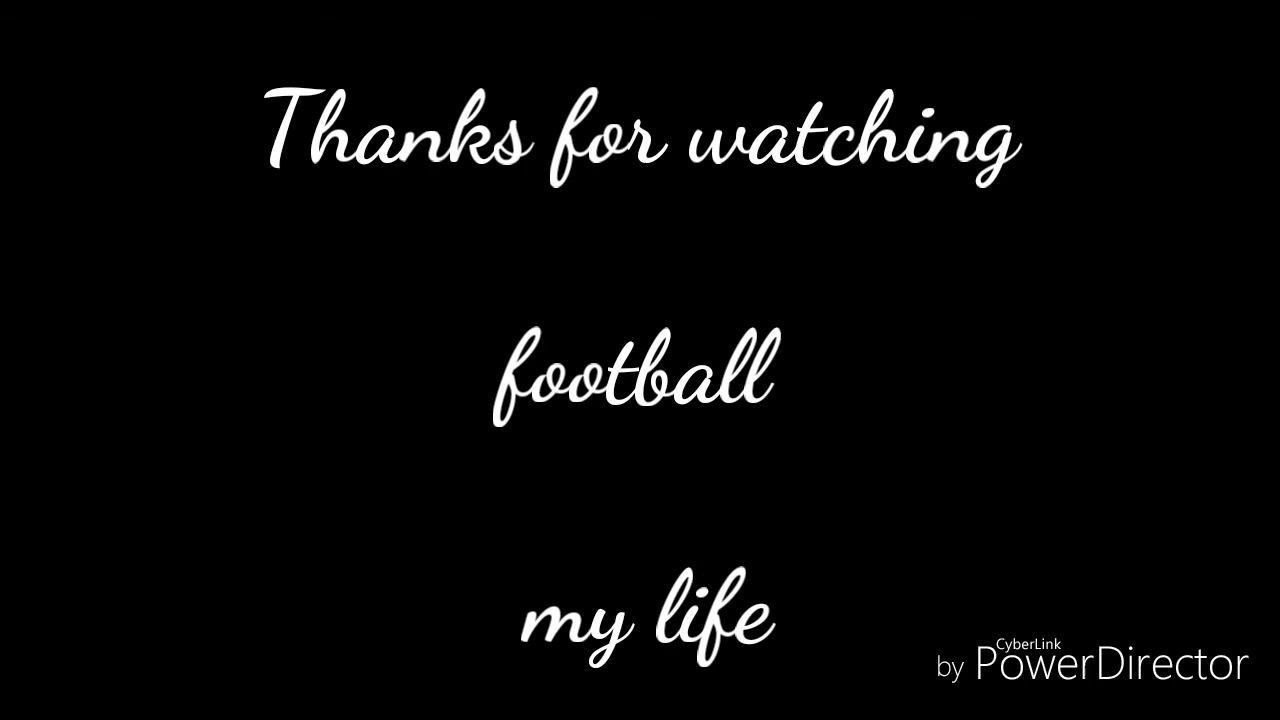 Thanks for watching
football
my life
CyberLink
by PowerDirector